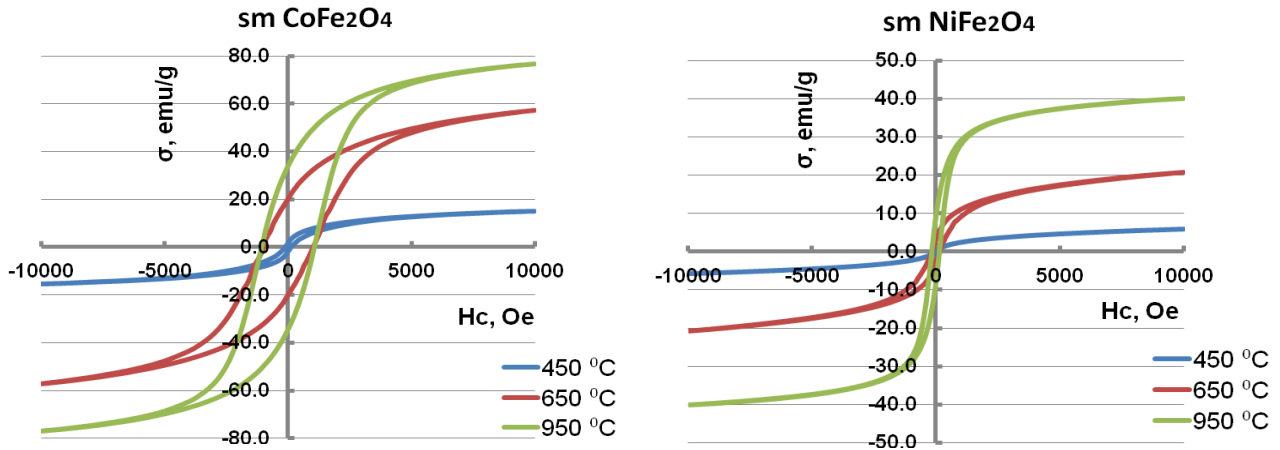 sm CoFe2O4
80.0
60.0
40.0
20.0
0.0
-20.0
-40.0
-60.0
-80.0
-10000 -5000 0 5000 10000
σ, emu/g
Hc, Oe
450 ⁰C
650 ⁰C
950 ⁰C
sm NiFe2O4
50.0
40.0
30.0
20.0
10.0
0.0
-10.0
-20.0
-30.0
-40.0
-50.0
-10000 -5000 0 5000 10000
σ, emu/g
Hc, Oe
450 ⁰C
650 ⁰C
950 ⁰C